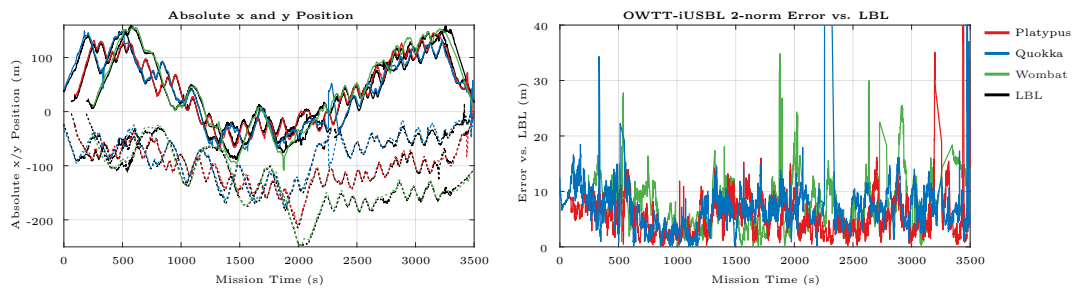 Absolute x and y Position
Absolute x/y Position (m)
100
0
-100
-200
0
500
1000
1500
2000
2500
3000
3500
Mission Time (s)
OWTT-iUSBL 2-norm Error vs. LBL
Error vs. LBL (m)
40
30
20
10
0
0
500
1000
1500
2000
2500
3000
3500
Mission Time (s)
Platypus
Quokka
Wombat
LBL